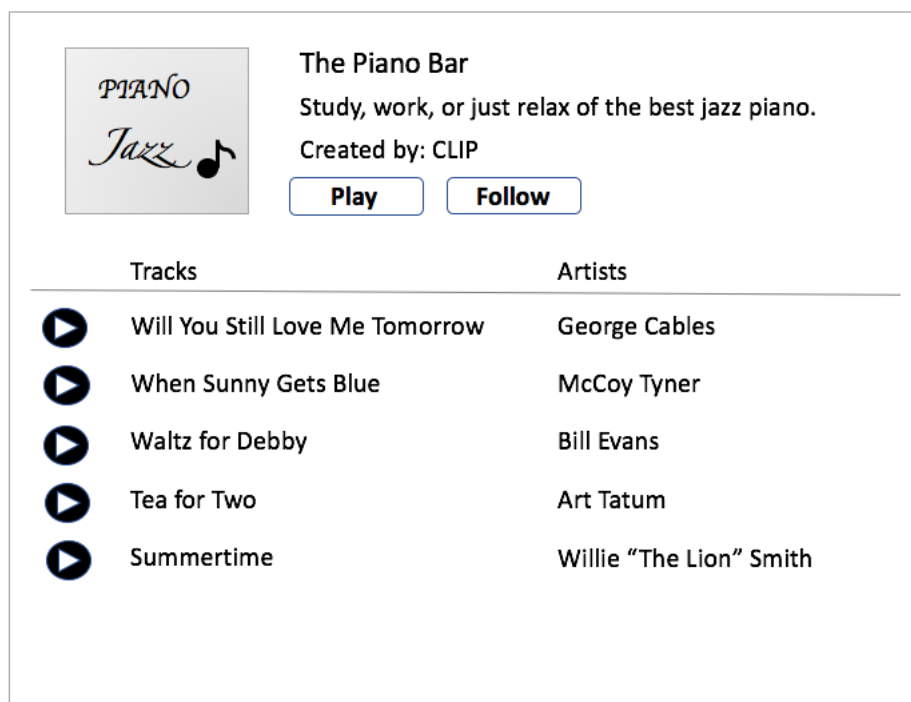 PIANO
Jazz
The Piano Bar
Study, work, or just relax of the best jazz piano.
Created by: CLIP
Play Follow
Tracks Artists
Will You Still Love Me Tomorrow George Cables
When Sunny Gets Blue McCoy Tyner
Waltz for Debby Bill Evans
Tea for Two Art Tatum
Summertime Willie “The Lion” Smith